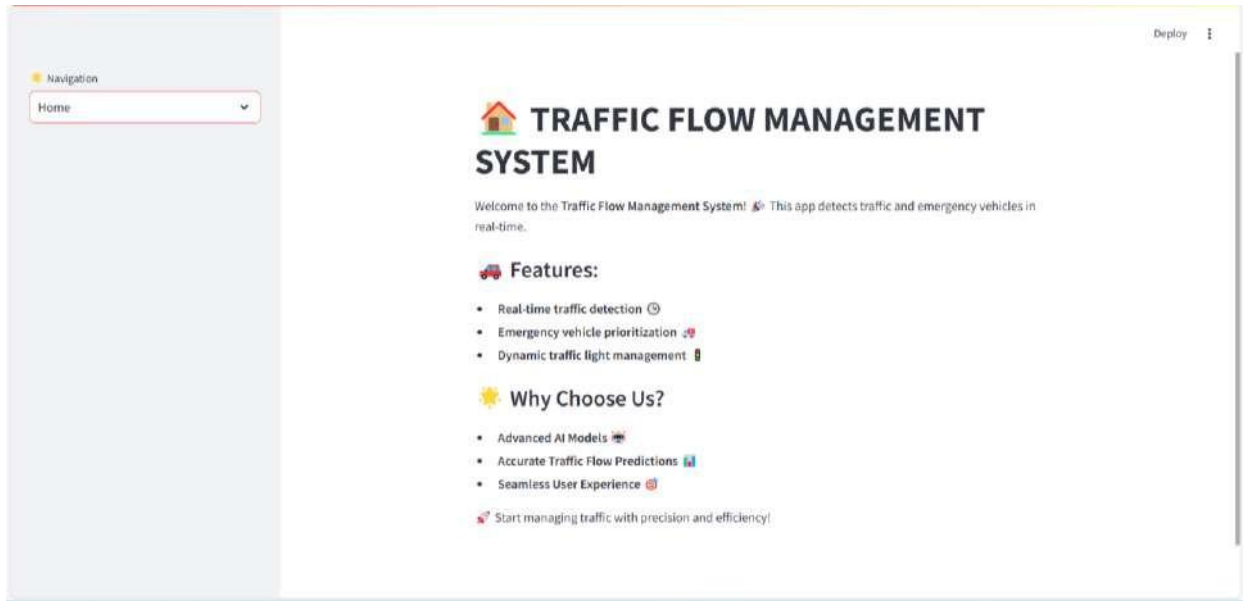 Deploy
Navigation
Home
TRAFFIC FLOW MANAGEMENT
SYSTEM
Welcome to the Traffic Flow Management System! This app detects traffic and emergency vehicles in
real-time.
Features:
• Real-time traffic detection
• Emergency vehicle prioritization
• Dynamic traffic light management
Why Choose Us?
• Advanced AI Models
• Accurate Traffic Flow Predictions
• Seamless User Experience
Start managing traffic with precision and efficiency!